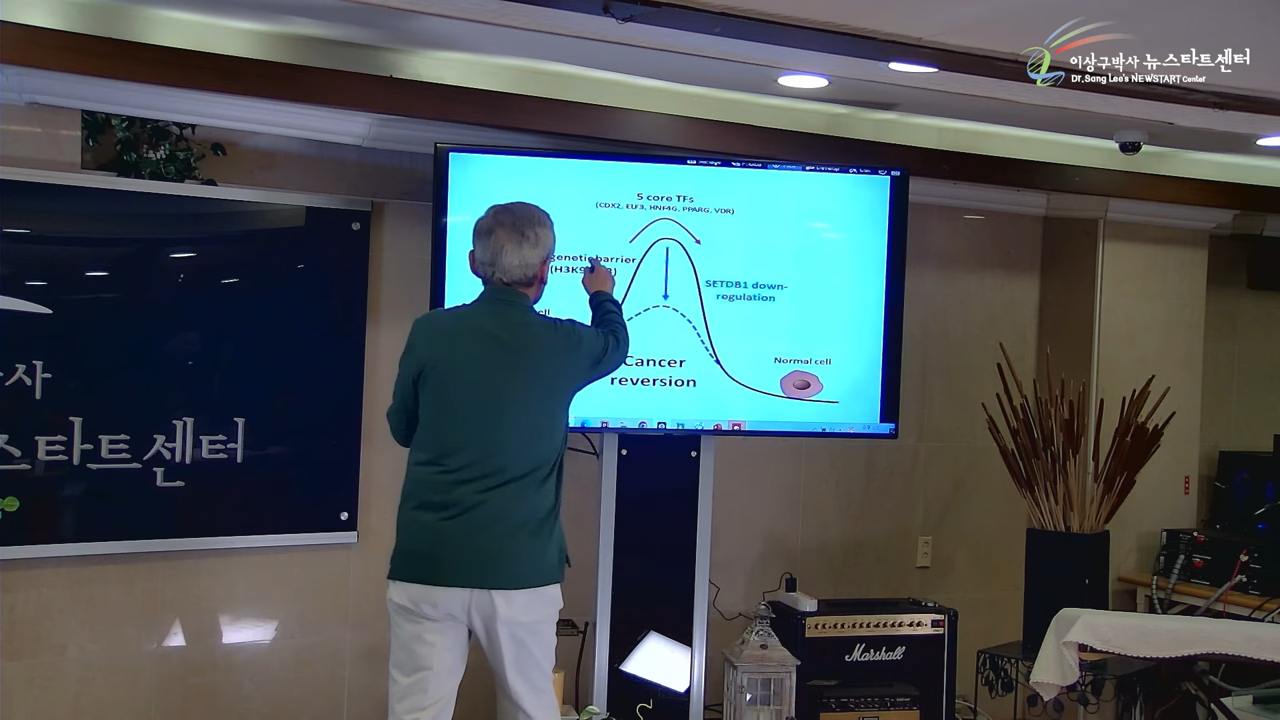 이상구박사 뉴스타트센터
Dr. Sang Lee's NEWSTART Center
5 core TFs
(CDX2, ELF3, HNF4G, PPARG, VDR)
genetic barrier
SETDB1 down-
regulation
Cancer
reversion
Normal cell
스타트센터
Marshall